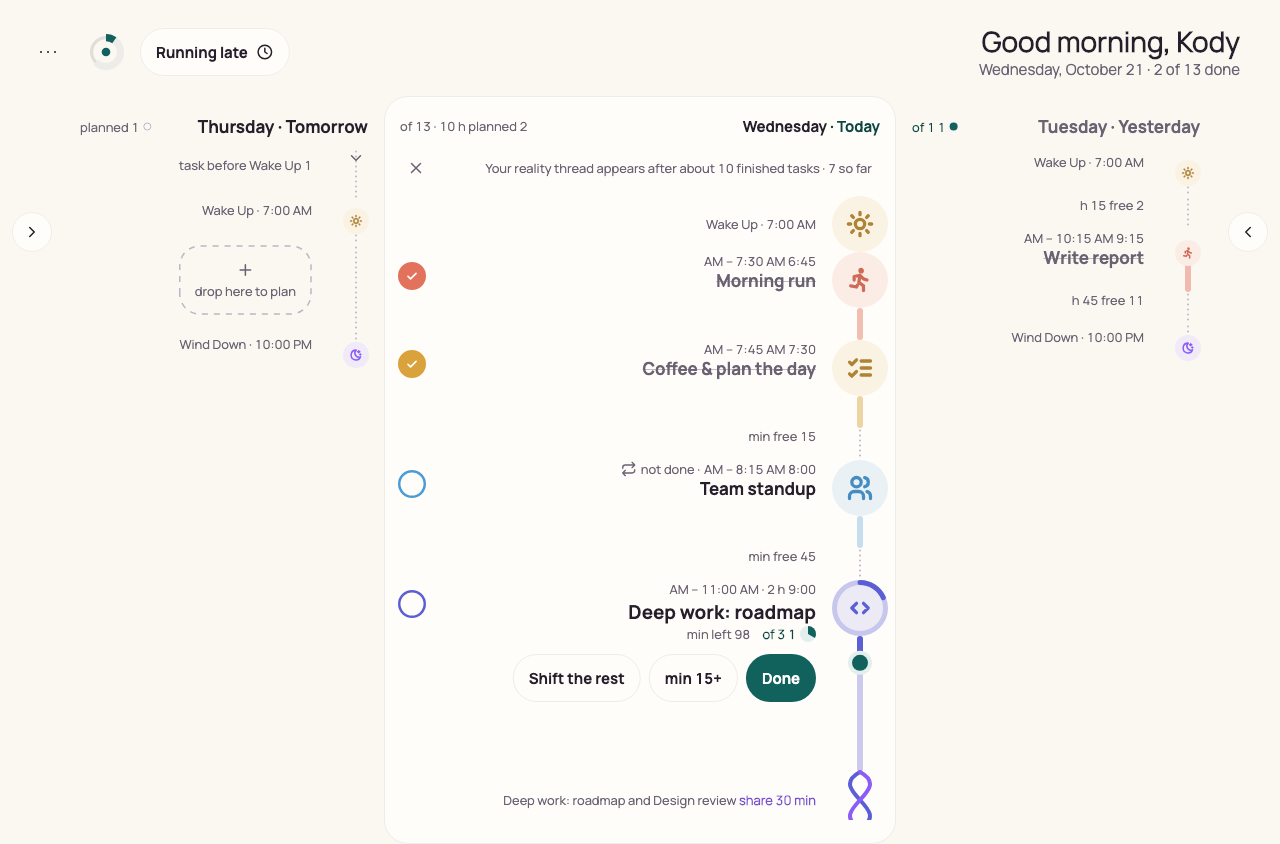 Good morning, Kody
Wednesday, October 21 · 2 of 13 done
Running late
Tuesday · Yesterday
of 1 1
Wake Up · 7:00 AM
h 15 free 2
AM – 10:15 AM 9:15
Write report
h 45 free 11
Wind Down · 10:00 PM
Wednesday · Today
of 13 · 10 h planned 2
Your reality thread appears after about 10 finished tasks · 7 so far
Wake Up · 7:00 AM
AM – 7:30 AM 6:45
Morning run
AM – 7:45 AM 7:30
Coffee & plan the day
min free 15
not done · AM – 8:15 AM 8:00
Team standup
min free 45
AM – 11:00 AM · 2 h 9:00
Deep work: roadmap
min left 98 of 3 1
Shift the rest
min 15+
Done
Deep work: roadmap and Design review share 30 min
Thursday · Tomorrow
planned 1
task before Wake Up 1
Wake Up · 7:00 AM
drop here to plan
Wind Down · 10:00 PM